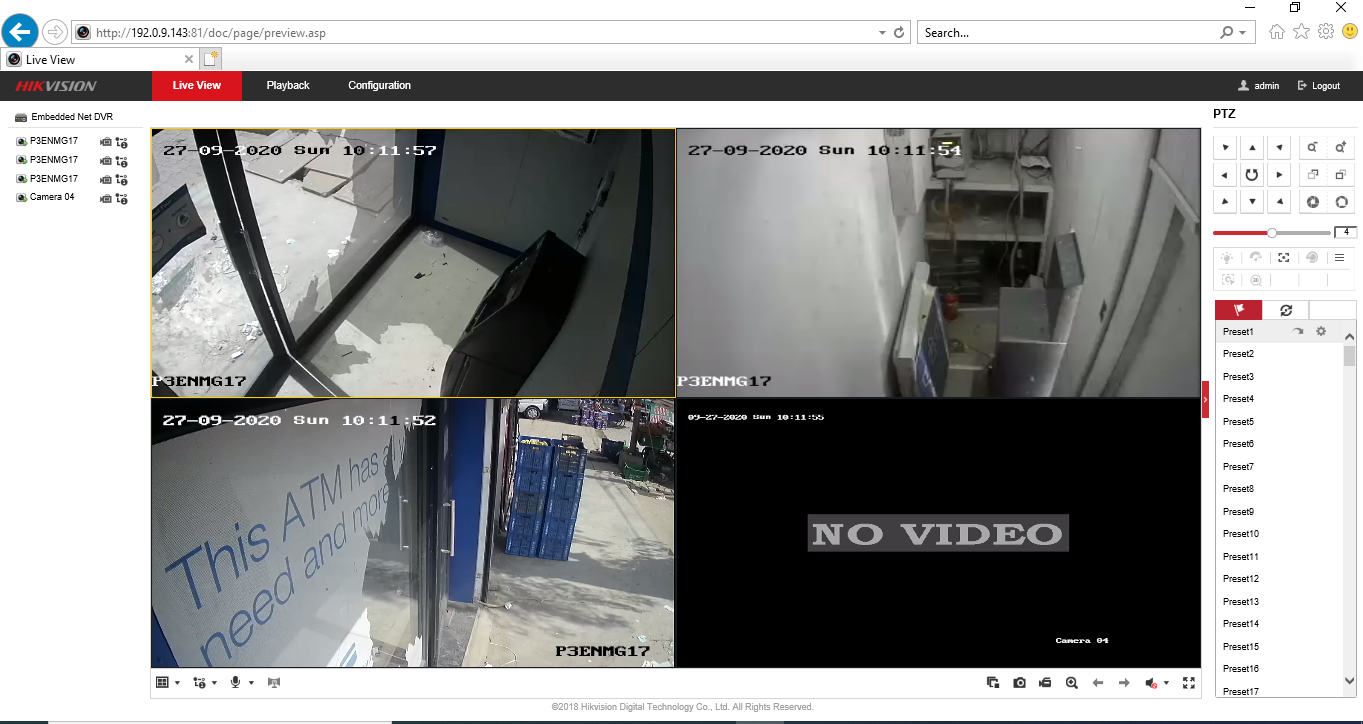 http://192.0.9.143:81/doc/page/preview.asp
Search...
Live View
HIKVISION
Live View
Playback
Configuration
admin
Logout
Embedded Net DVR
P3ENMG17
P3ENMG17
P3ENMG17
Camera 04
27-09-2020 Sun 10:11:57
P3ENMG17
27-09-2020 Sun 10:11:54
P3ENMG17
27-09-2020 Sun 10:11:52
This ATM has
need and more
P3ENMG17
09-27-2020 Sun 10:11:55
NO VIDEO
Camera 04
PTZ
4
Preset1
Preset2
Preset3
Preset4
Preset5
Preset6
Preset7
Preset8
Preset9
Preset10
Preset11
Preset12
Preset13
Preset14
Preset15
Preset16
Preset17
©2018 Hikvision Digital Technology Co., Ltd. All Rights Reserved.